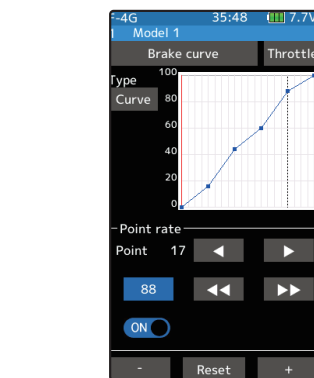 -4G 35:48 7.7V
Model 1
Brake curve Throttle
Type
Curve
100
80
60
40
20
0
Point rate
Point 17 ◀ ▶
88 ◀◀ ▶▶
ON
- Reset +